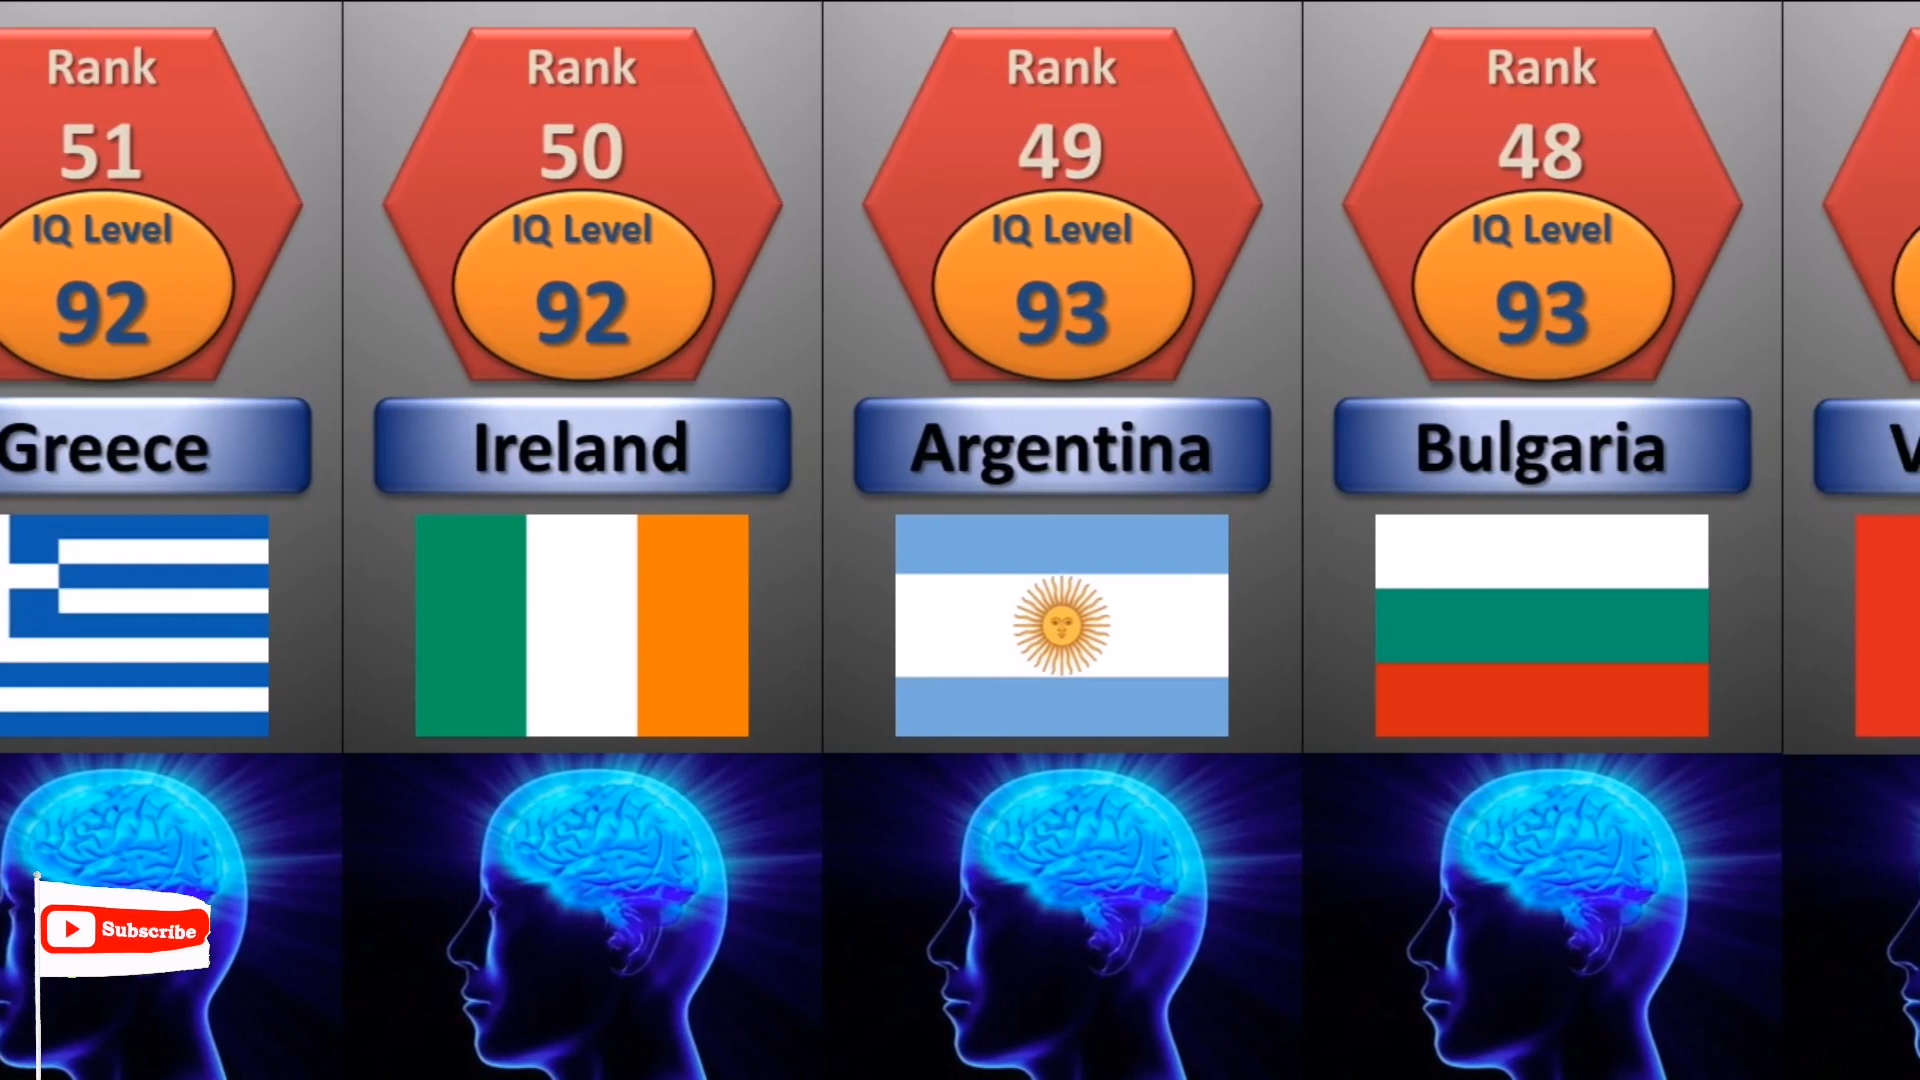 Rank
51
IQ Level
92
Greece
Rank
50
IQ Level
92
Ireland
Rank
49
IQ Level
93
Argentina
Rank
48
IQ Level
93
Bulgaria
V
Subscribe